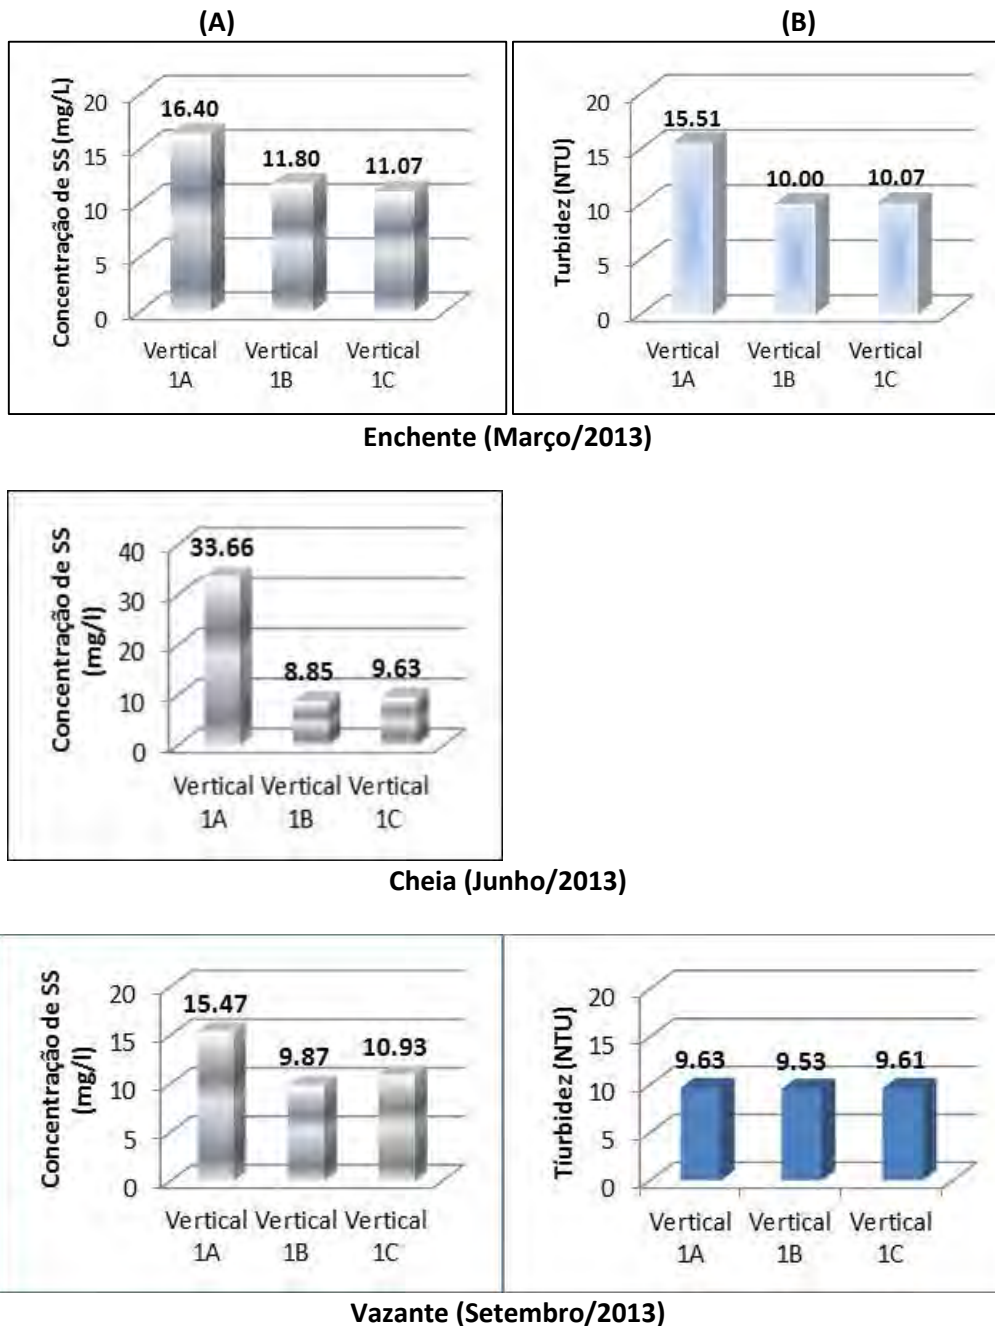 (A)
(B)
Concentração de SS (mg/L)
20
15
10
5
0
16.40
11.80
11.07
Vertical Vertical Vertical
1A 1B 1C
Turbidez (NTU)
20
15
10
5
0
15.51
10.00
10.07
Vertical Vertical Vertical
1A 1B 1C
Enchente (Março/2013)
Concentração de SS
(mg/l)
40
30
20
10
0
33.66
8.85
9.63
Vertical Vertical Vertical
1A 1B 1C
Cheia (Junho/2013)
Concentração de SS
(mg/l)
20
15
10
5
0
15.47
9.87
10.93
Vertical Vertical Vertical
1A 1B 1C
Tiurbidez (NTU)
20
15
10
5
0
9.63
9.53
9.61
Vertical Vertical Vertical
1A 1B 1C
Vazante (Setembro/2013)